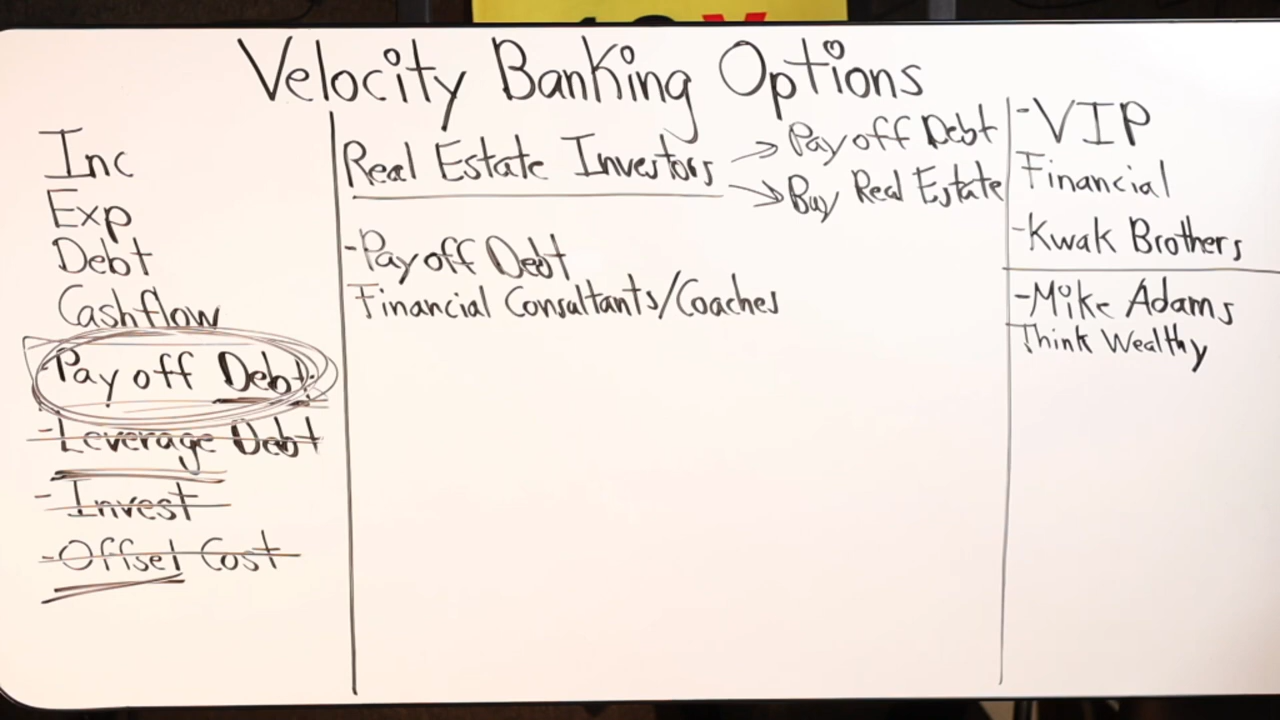 Velocity Banking Options
Inc
Exp
Debt
Cashflow
Pay off Debt
-Leverage Debt
-Invest
-Offset Cost
Real Estate Investors → Pay off Debt
→ Buy Real Estate
-Pay off Debt
Financial Consultants/Coaches
-VIP
Financial
-Kwak Brothers
-Mike Adams
Think Wealthy